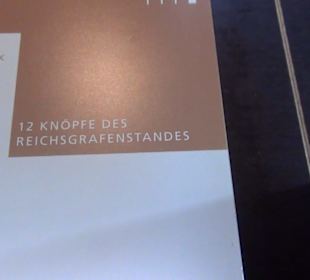 K
12 KNÖPFE DES
REICHSGRAFENSTANDES